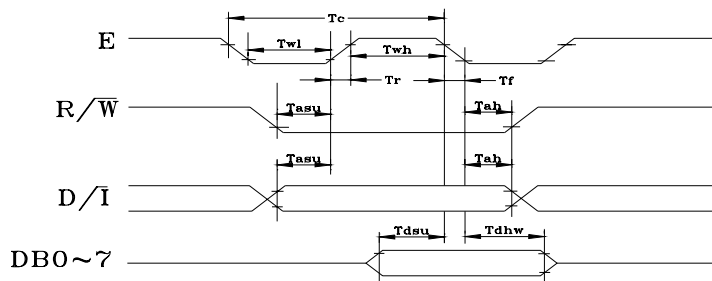 Tc
E
Twl
Twh
Tr
Tf
R/W̅
Tasu
Tah
Tasu
Tah
D/I̅
Tdsu
Tdhw
DB0~7